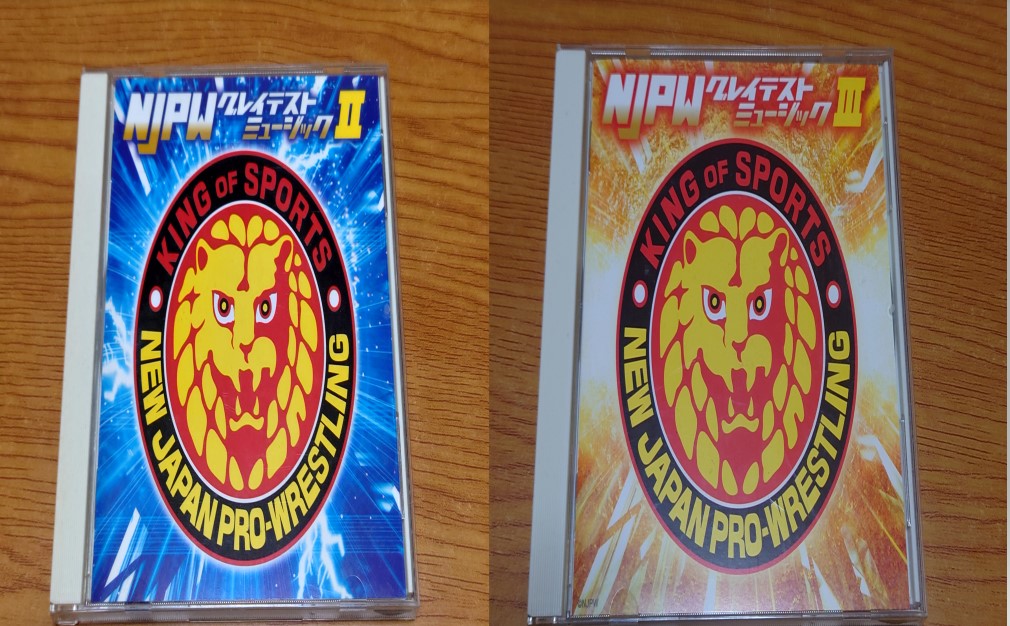 NJPW グレイテスト
ミュージック II
KING OF SPORTS
NEW JAPAN PRO-WRESTLING
NJPW グレイテスト
ミュージック III
KING OF SPORTS
NEW JAPAN PRO-WRESTLING
©NJPW